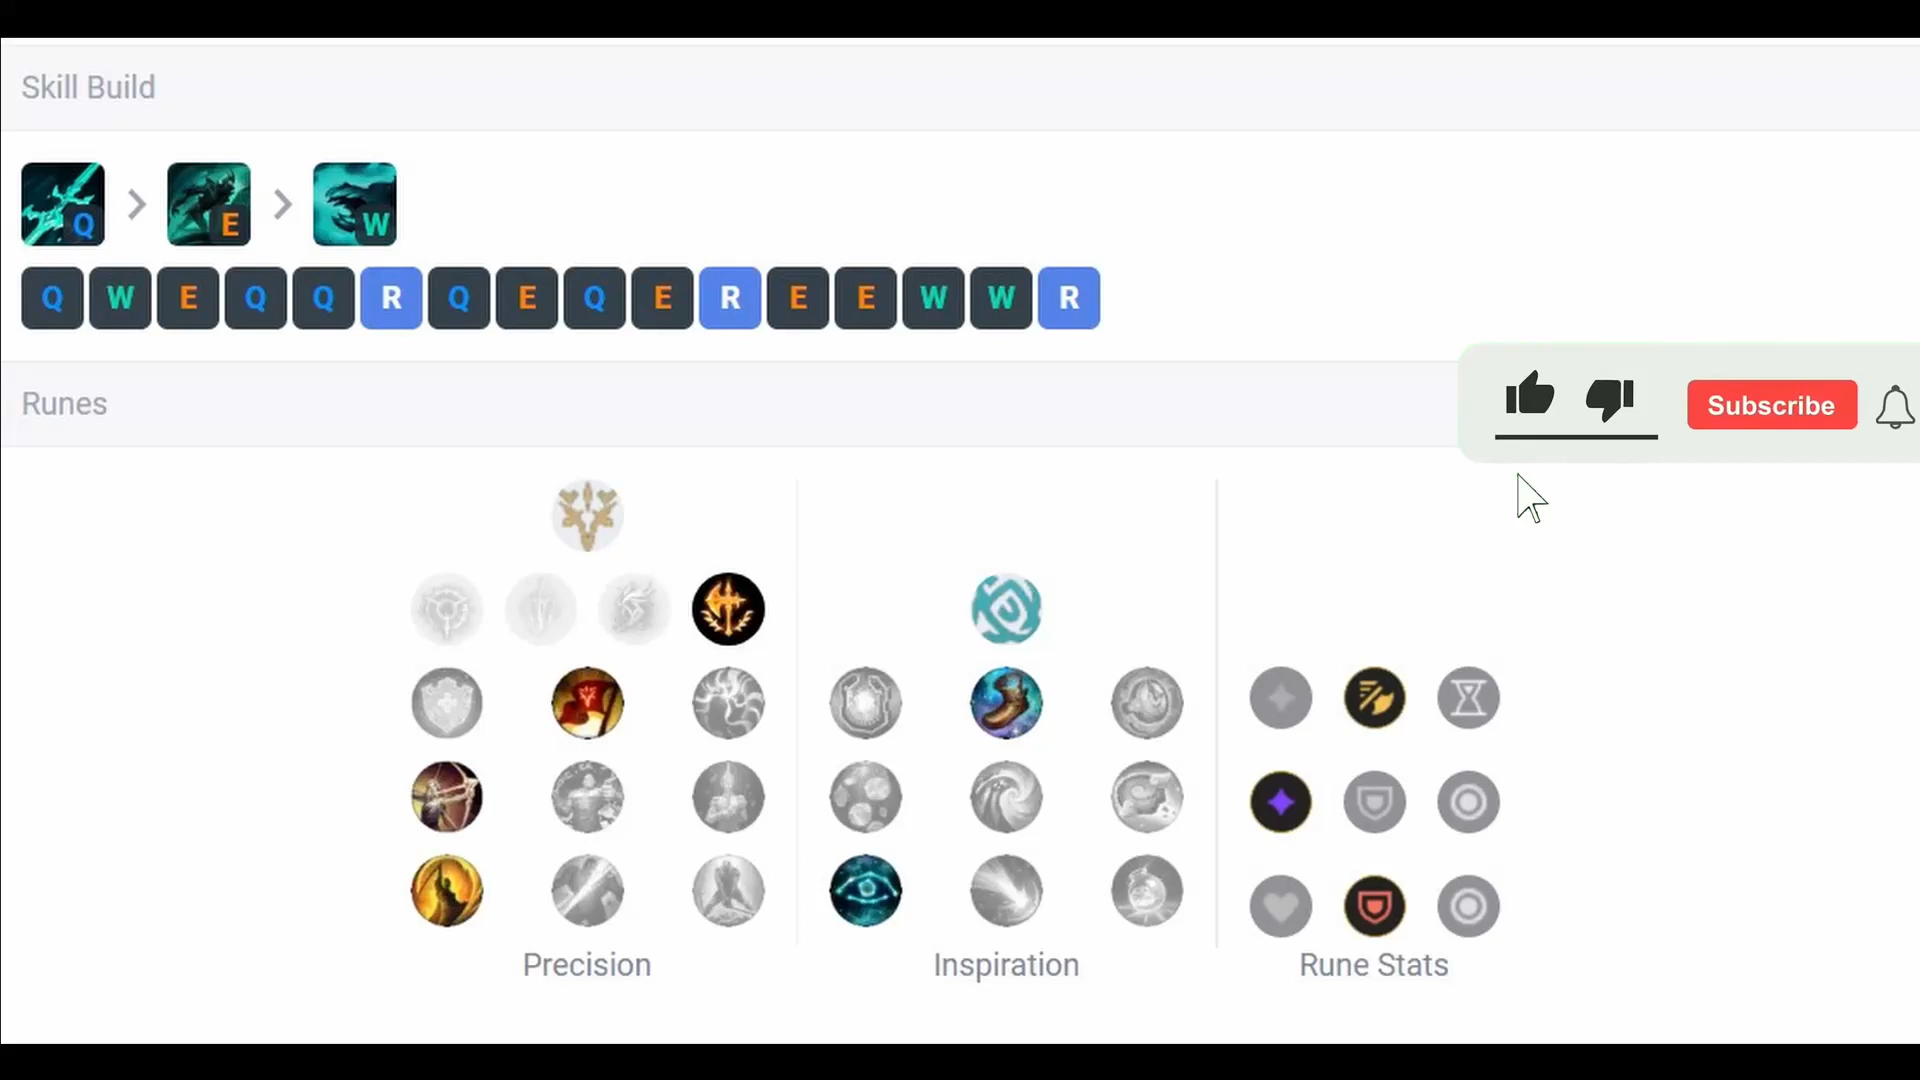 Skill Build
Q E W
Q W E Q Q R Q E Q E R E E W W R
Runes
Subscribe
Precision
Inspiration
Rune Stats